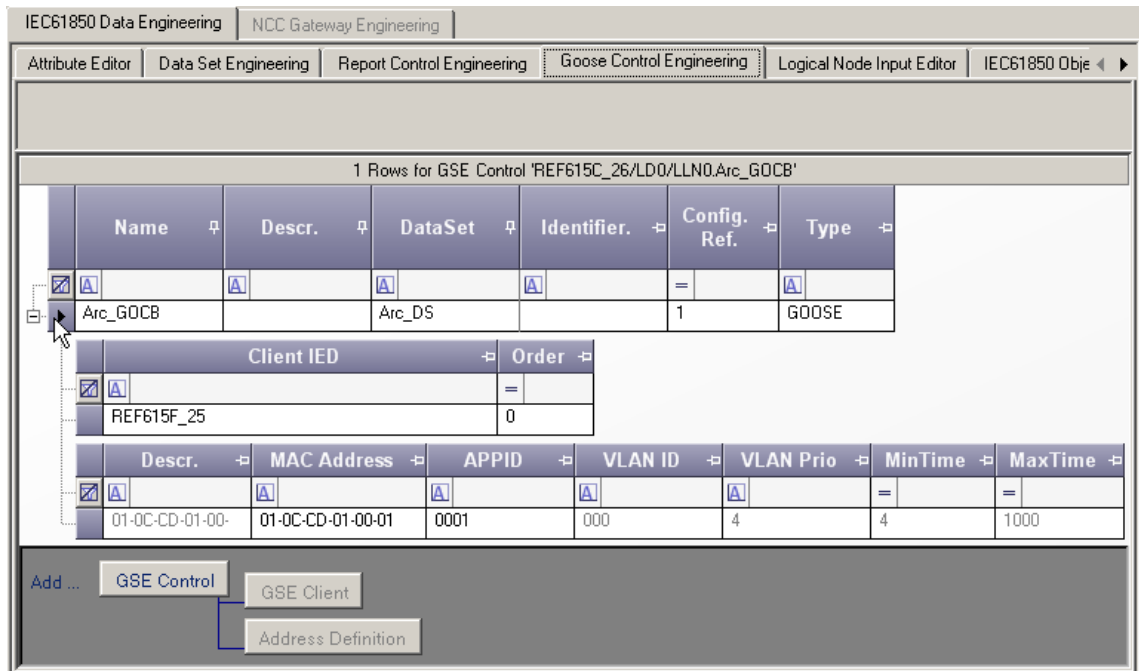 IEC61850 Data Engineering NCC Gateway Engineering
Attribute Editor Data Set Engineering Report Control Engineering Goose Control Engineering Logical Node Input Editor IEC61850 Obje
1 Rows for GSE Control 'REF615C_26/LD0/LLN0.Arc_GOCB'
Name Descr. DataSet Identifier. Config. Ref. Type
A A A A = A
Arc_GOCB Arc_DS 1 GOOSE
Client IED Order
A =
REF615F_25 0
Descr. MAC Address APPID VLAN ID VLAN Prio MinTime MaxTime
A A A A A = =
01-0C-CD-01-00- 01-0C-CD-01-00-01 0001 000 4 4 1000
Add ... GSE Control
GSE Client
Address Definition